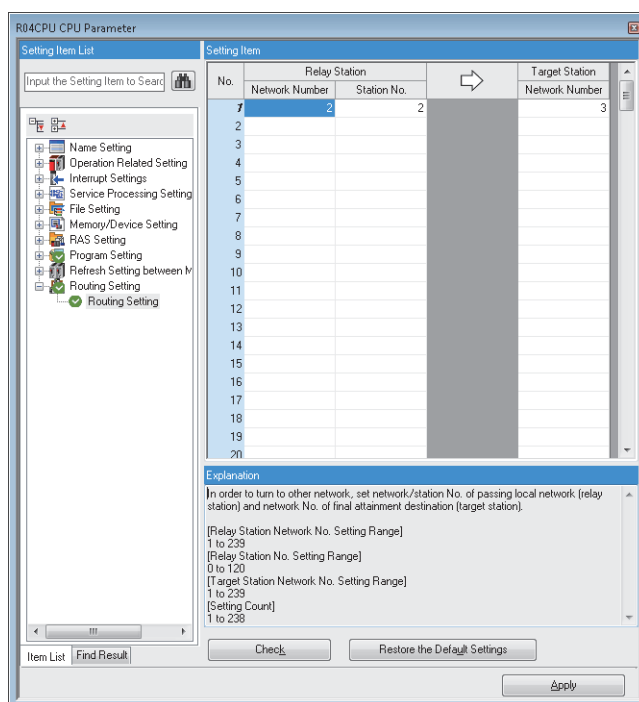 R04CPU CPU Parameter
Setting Item List
Input the Setting Item to Searc
Name Setting
Operation Related Setting
Interrupt Settings
Service Processing Setting
File Setting
Memory/Device Setting
RAS Setting
Program Setting
Refresh Setting between M
Routing Setting
Routing Setting
Item List Find Result
Setting Item
No. Relay Station Target Station
Network Number Station No. Network Number
1 2 2 3
2
3
4
5
6
7
8
9
10
11
12
13
14
15
16
17
18
19
20
Explanation
In order to turn to other network, set network/station No. of passing local network (relay
station) and network No. of final attainment destination (target station).
[Relay Station Network No. Setting Range]
1 to 239
[Relay Station No. Setting Range]
0 to 120
[Target Station Network No. Setting Range]
1 to 239
[Setting Count]
1 to 238
Check Restore the Default Settings
Apply